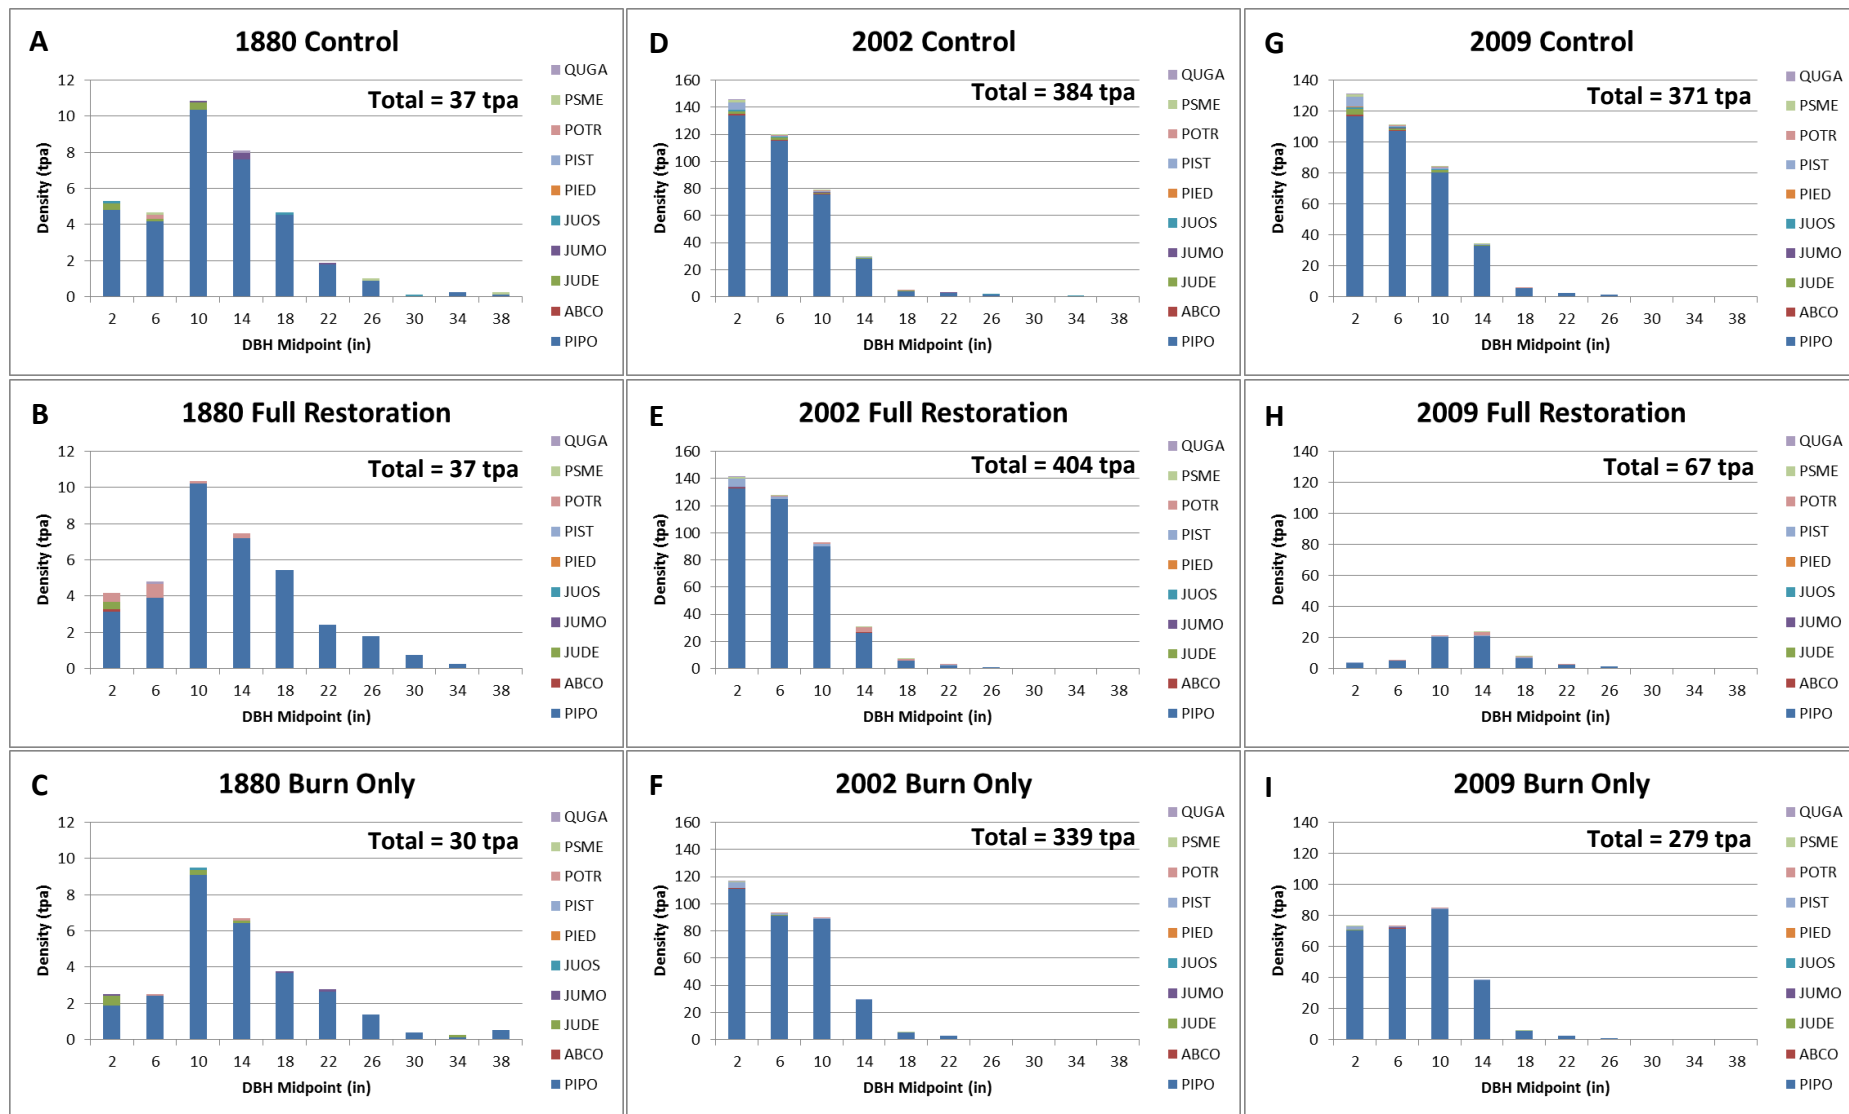 A
1880 Control
Total = 37 tpa
Density (tpa)
12
10
8
6
4
2
0
2 6 10 14 18 22 26 30 34 38
DBH Midpoint (in)
QUGA
PSME
POTR
PIST
PIED
JUOS
JUMO
JUDE
ABCO
PIPO
D
2002 Control
Total = 384 tpa
Density (tpa)
160
140
120
100
80
60
40
20
0
2 6 10 14 18 22 26 30 34 38
DBH Midpoint (in)
QUGA
PSME
POTR
PIST
PIED
JUOS
JUMO
JUDE
ABCO
PIPO
G
2009 Control
Total = 371 tpa
Density (tpa)
140
120
100
80
60
40
20
0
2 6 10 14 18 22 26 30 34 38
DBH Midpoint (in)
QUGA
PSME
POTR
PIST
PIED
JUOS
JUMO
JUDE
ABCO
PIPO
B
1880 Full Restoration
Total = 37 tpa
Density (tpa)
12
10
8
6
4
2
0
2 6 10 14 18 22 26 30 34 38
DBH Midpoint (in)
QUGA
PSME
POTR
PIST
PIED
JUOS
JUMO
JUDE
ABCO
PIPO
E
2002 Full Restoration
Total = 404 tpa
Density (tpa)
160
140
120
100
80
60
40
20
0
2 6 10 14 18 22 26 30 34 38
DBH Midpoint (in)
QUGA
PSME
POTR
PIST
PIED
JUOS
JUMO
JUDE
ABCO
PIPO
H
2009 Full Restoration
Total = 67 tpa
Density (tpa)
140
120
100
80
60
40
20
0
2 6 10 14 18 22 26 30 34 38
DBH Midpoint (in)
QUGA
PSME
POTR
PIST
PIED
JUOS
JUMO
JUDE
ABCO
PIPO
C
1880 Burn Only
Total = 30 tpa
Density (tpa)
12
10
8
6
4
2
0
2 6 10 14 18 22 26 30 34 38
DBH Midpoint (in)
QUGA
PSME
POTR
PIST
PIED
JUOS
JUMO
JUDE
ABCO
PIPO
F
2002 Burn Only
Total = 339 tpa
Density (tpa)
160
140
120
100
80
60
40
20
0
2 6 10 14 18 22 26 30 34 38
DBH Midpoint (in)
QUGA
PSME
POTR
PIST
PIED
JUOS
JUMO
JUDE
ABCO
PIPO
I
2009 Burn Only
Total = 279 tpa
Density (tpa)
140
120
100
80
60
40
20
0
2 6 10 14 18 22 26 30 34 38
DBH Midpoint (in)
QUGA
PSME
POTR
PIST
PIED
JUOS
JUMO
JUDE
ABCO
PIPO